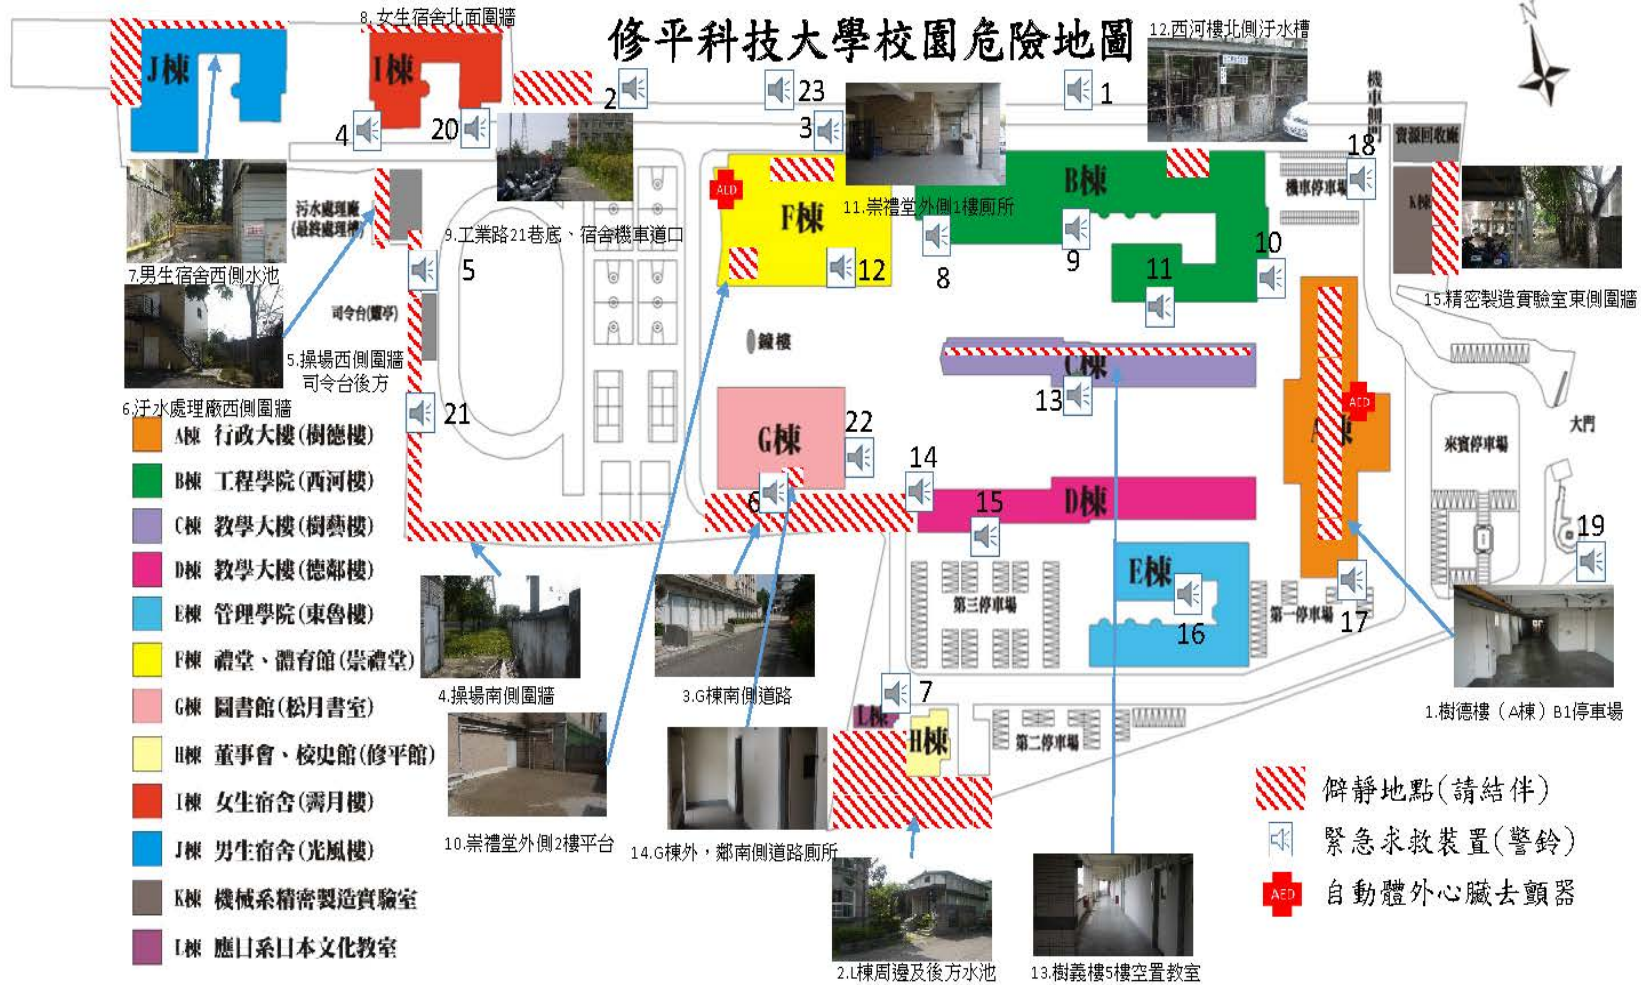 修平科技大學校園危險地圖
8.女生宿舍北面圍牆
12.西河樓北側汙水槽
N
J棟
I棟
2
23
1
機車側門
4
20
3
18
資源回收廠
AED
F棟
B棟
機車停車場
K棟
污水處理廠
(最終處理槽)
11.崇禮堂外側1樓廁所
9.工業路21巷底、宿舍機車道口
7.男生宿舍西側水池
5
12
8
9
11
10
15.精密製造實驗室東側圍牆
司令台(嚶亭)
鐘樓
5.操場西側圍牆
司令台後方
C棟
13
6.汙水處理廠西側圍牆
21
AED
A棟
大門
來賓停車場
G棟
22
14
6
15
D棟
19
A棟 行政大樓(樹德樓)
B棟 工程學院(西河樓)
C棟 教學大樓(樹藝樓)
D棟 教學大樓(德鄰樓)
E棟 管理學院(東魯樓)
F棟 禮堂、體育館(崇禮堂)
G棟 圖書館(松月書室)
H棟 董事會、校史館(修平館)
I棟 女生宿舍(霽月樓)
J棟 男生宿舍(光風樓)
K棟 機械系精密製造實驗室
L棟 應日系日本文化教室
E棟
16
第三停車場
第一停車場
17
4.操場南側圍牆
3.G棟南側道路
7
L棟
H棟
第二停車場
1.樹德樓（A棟）B1停車場
10.崇禮堂外側2樓平台
14.G棟外，鄰南側道路廁所
2.L棟周邊及後方水池
13.樹義樓5樓空置教室
僻靜地點(請結伴)
緊急求救裝置(警鈴)
AED 自動體外心臟去顫器